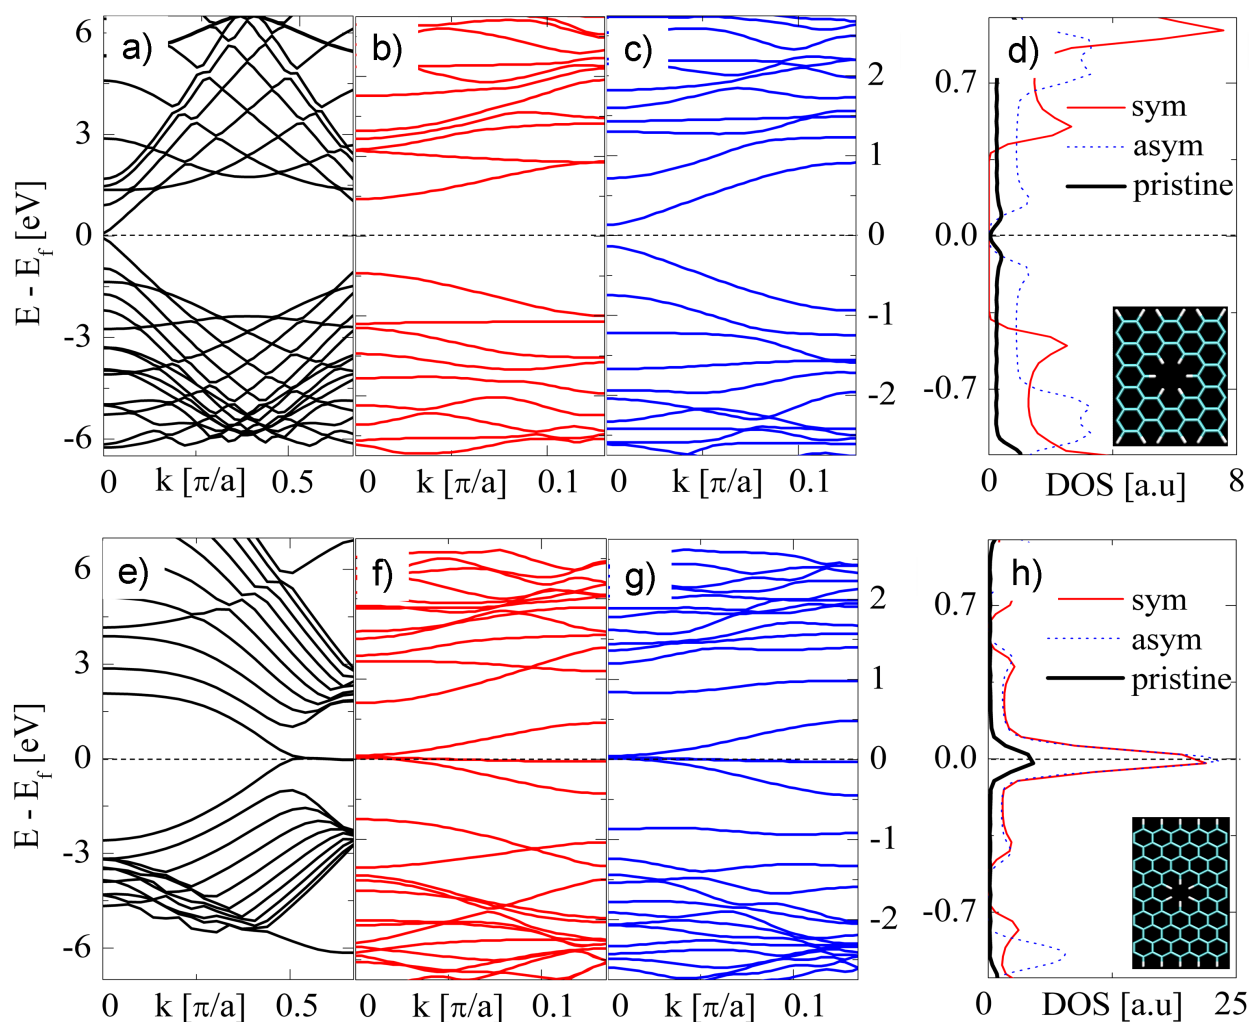 a)
b)
c)
d)
6
3
0
-3
-6
E - E_f [eV]
2
1
0
-1
-2
0.7
0.0
-0.7
sym
asym
pristine
0 k [π/a] 0.5
0 k [π/a] 0.1
0 k [π/a] 0.1
0 DOS [a.u] 8
e)
f)
g)
h)
6
3
0
-3
-6
E - E_f [eV]
2
1
0
-1
-2
0.7
0.0
-0.7
sym
asym
pristine
0 k [π/a] 0.5
0 k [π/a] 0.1
0 k [π/a] 0.1
0 DOS [a.u] 25